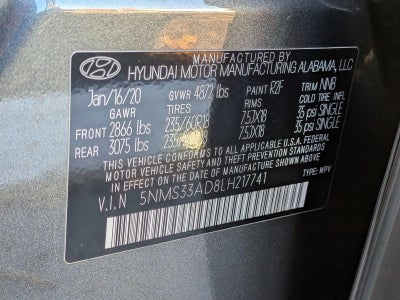 MANUFACTURED BY
HYUNDAI MOTOR MANUFACTURING ALABAMA, LLC
Jan/16/20 GVWR 4872 lbs PAINT R2F TRIM NNB
GAWR TIRES RIMS COLD TIRE INFL
FRONT 2866 lbs 235/60R18 7.5JX18 35 psi SINGLE
REAR 3075 lbs 7.5JX18 35 psi SINGLE
THIS VEHICLE CONFORMS TO ALL APPLICABLE U.S. FEDERAL
MOTOR VEHICLE SAFETY AND THEFT PREVENTION STANDARDS
IN EFFECT ON THE DATE OF MANUFACTURE SHOWN ABOVE.
V.I.N 5NMS33AD8LH217741 TYPE: MPV